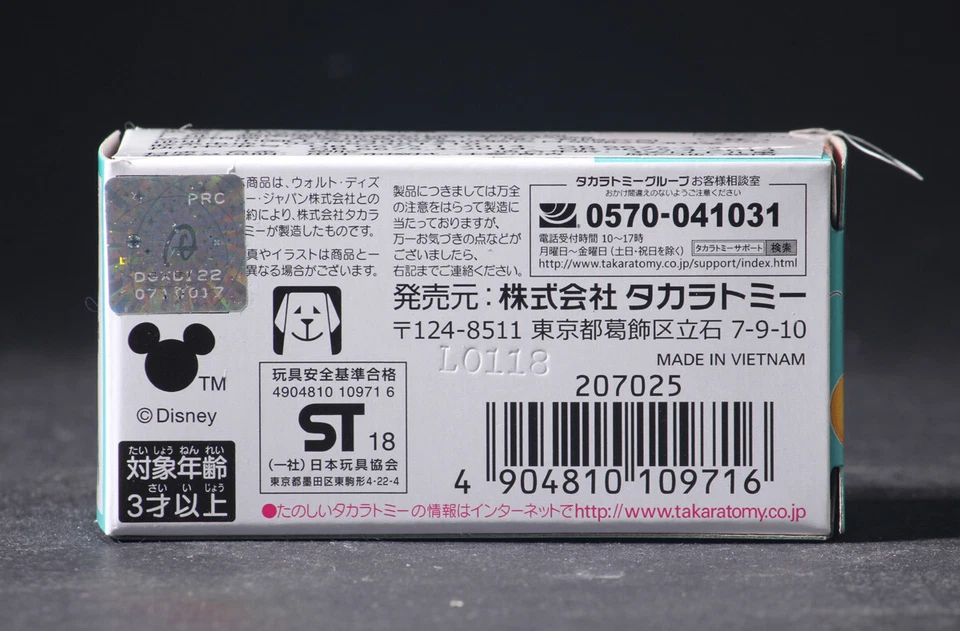 PRC
商品は、ウォルト・ディズ
ー・ジャパン株式会社との
約により、株式会社タカラ
ミーが製造したものです。
真やイラストは商品と一
異なる場合がございます。
製品につきましては万全
の注意をはらって製造に
当たっておりますが、
万一お気づきの点などが
ございましたら、
右記までご連絡ください。
タカラトミーグループ お客様相談室
おかけ間違えのないようご注意ください
0570-041031
電話受付時間 10〜17時
月曜日〜金曜日 (土・祝日を除く) タカラトミーサポート 検索
http://www.takaratomy.co.jp/support/index.html
発売元:株式会社 タカラトミー
〒124-8511 東京都葛飾区立石 7-9-10
L0118
MADE IN VIETNAM
207025
4 904810 109716
TM
©Disney
玩具安全基準合格
4904810 10971 6
ST 18
(一社) 日本玩具協会
東京都墨田区東駒形4-22-4
たい しょう ねん れい
対象年齢
さい い じょう
3才以上
●たのしいタカラトミーの情報はインターネットでhttp://www.takaratomy.co.jp